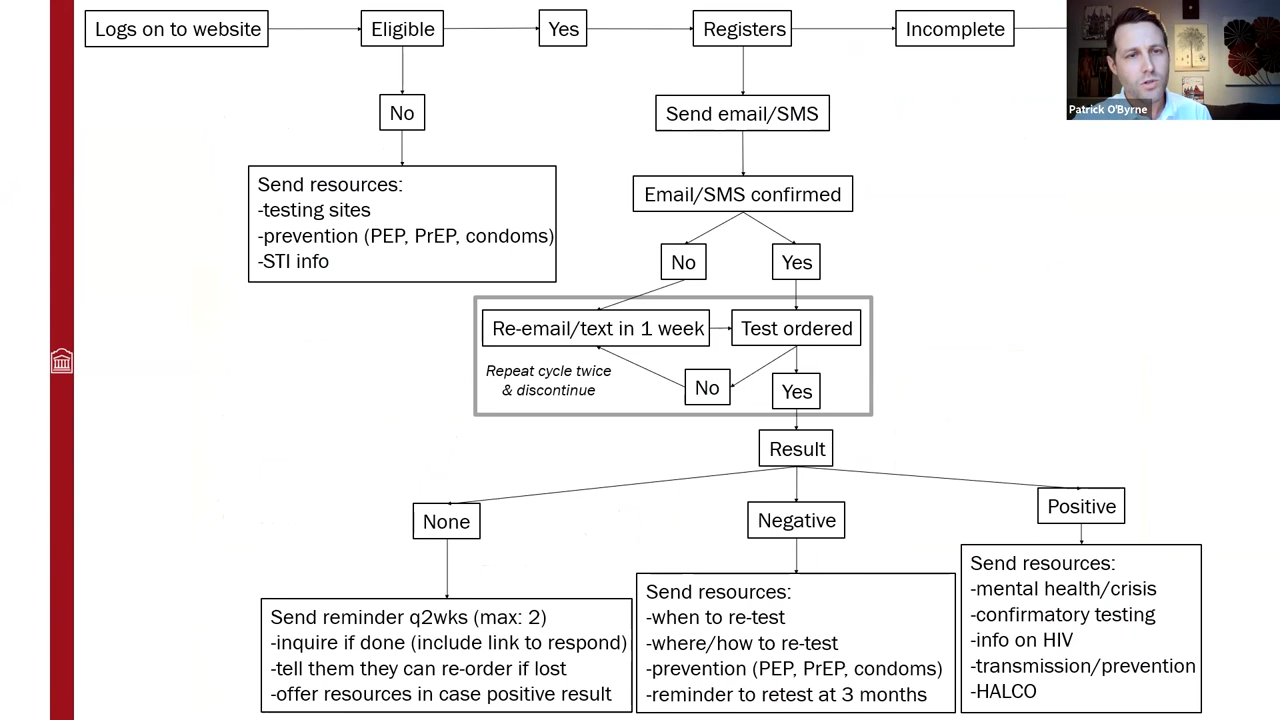 Logs on to website
Eligible
Yes
Registers
Incomplete
Patrick O'Byrne
No
Send email/SMS
Send resources:
-testing sites
-prevention (PEP, PrEP, condoms)
-STI info
Email/SMS confirmed
No
Yes
Re-email/text in 1 week
Test ordered
Repeat cycle twice
& discontinue
No
Yes
Result
None
Negative
Positive
Send reminder q2wks (max: 2)
-inquire if done (include link to respond)
-tell them they can re-order if lost
-offer resources in case positive result
Send resources:
-when to re-test
-where/how to re-test
-prevention (PEP, PrEP, condoms)
-reminder to retest at 3 months
Send resources:
-mental health/crisis
-confirmatory testing
-info on HIV
-transmission/prevention
-HALCO